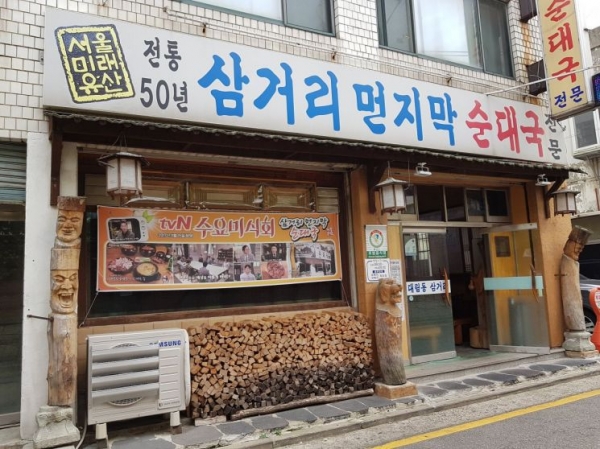 서울
미래
유산
전통
50년
삼거리 먼지막 순대국 전문
순대국
전문
tvN 수요미식회
삼거리 먼지막
순대국
대림동 삼거리
SAMSUNG